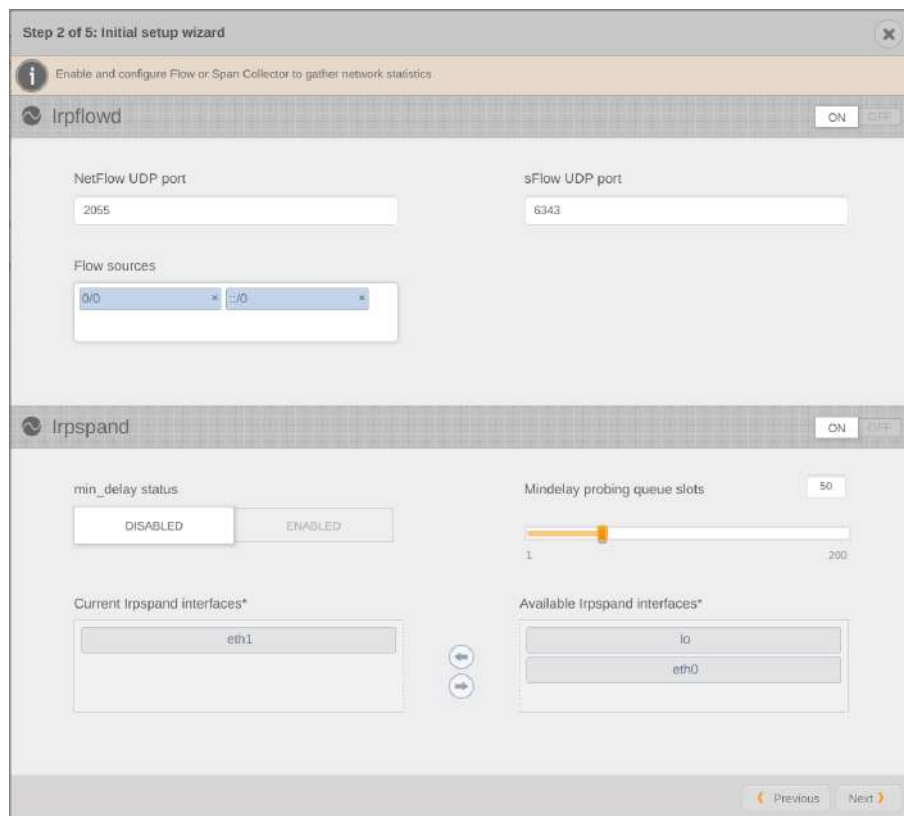 Step 2 of 5: Initial setup wizard
Enable and configure Flow or Span Collector to gather network statistics
Irpflowd
ON OFF
NetFlow UDP port
sFlow UDP port
2055
6343
Flow sources
0/0 × ::/0 ×
Irpspand
ON OFF
min_delay status
Mindelay probing queue slots
50
DISABLED
ENABLED
1
200
Current Irpspand interfaces*
Available Irpspand interfaces*
eth1
lo
eth0
Previous
Next